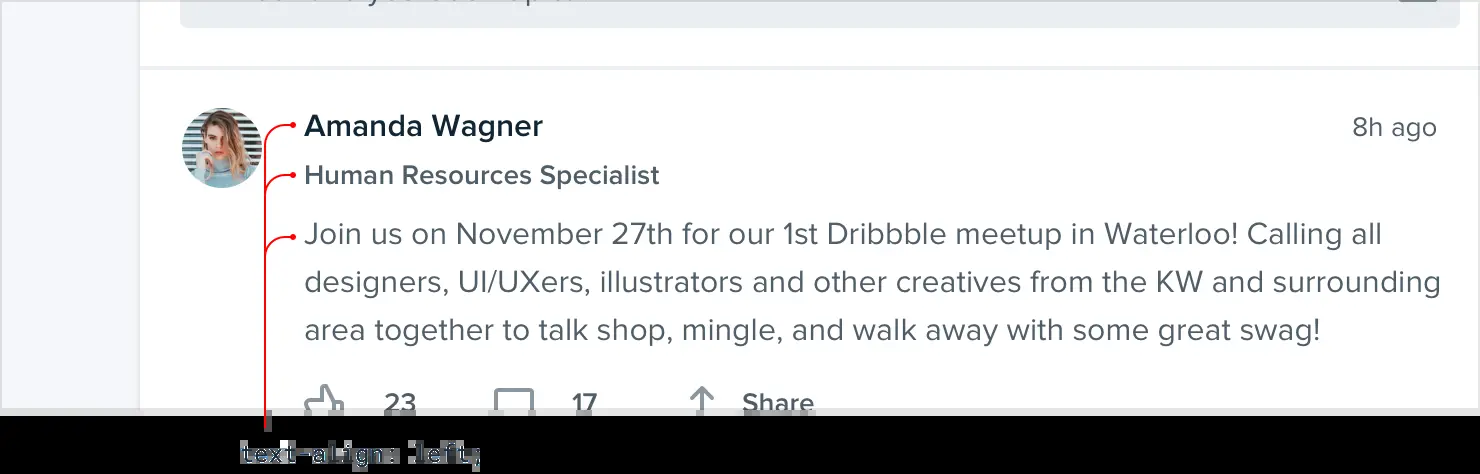 Amanda Wagner
8h ago
Human Resources Specialist
Join us on November 27th for our 1st Dribbble meetup in Waterloo! Calling all
designers, UI/UXers, illustrators and other creatives from the KW and surrounding
area together to talk shop, mingle, and walk away with some great swag!
23 17 Share
text-align: left;